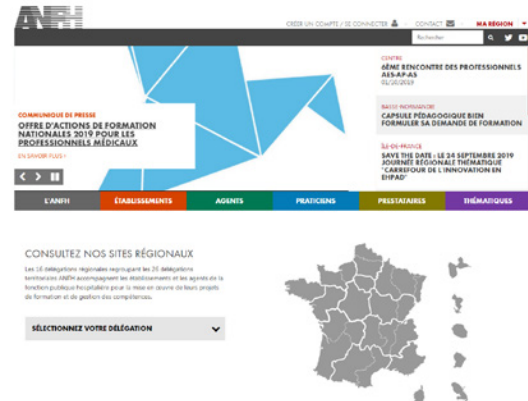 ANFH
CRÉER UN COMPTE / SE CONNECTER
CONTACT
MA RÉGION
Rechercher
COMMUNIQUE DE PRESSE
OFFRE D'ACTIONS DE FORMATION
NATIONALES 2019 POUR LES
PROFESSIONNELS MÉDICAUX
EN SAVOIR PLUS >
CENTRE
6ÈME RENCONTRE DES PROFESSIONNELS
AES-AP-AS
01/10/2019
BASSE-NORMANDIE
CAPSULE PÉDAGOGIQUE BIEN
FORMULER SA DEMANDE DE FORMATION
ÎLE-DE-FRANCE
SAVE THE DATE : LE 24 SEPTEMBRE 2019
JOURNÉE RÉGIONALE THÉMATIQUE
"CARREFOUR DE L'INNOVATION EN
EHPAD"
L'ANFH
ÉTABLISSEMENTS
AGENTS
PRATICIENS
PRESTATAIRES
THÉMATIQUES
CONSULTEZ NOS SITES RÉGIONAUX
Les 16 délégations régionales regroupant les 26 délégations
territoriales ANFH accompagnent les établissements et les agents de la
fonction publique hospitalière pour la mise en œuvre de leurs projets
de formation et de gestion des compétences.
SÉLECTIONNEZ VOTRE DÉLÉGATION